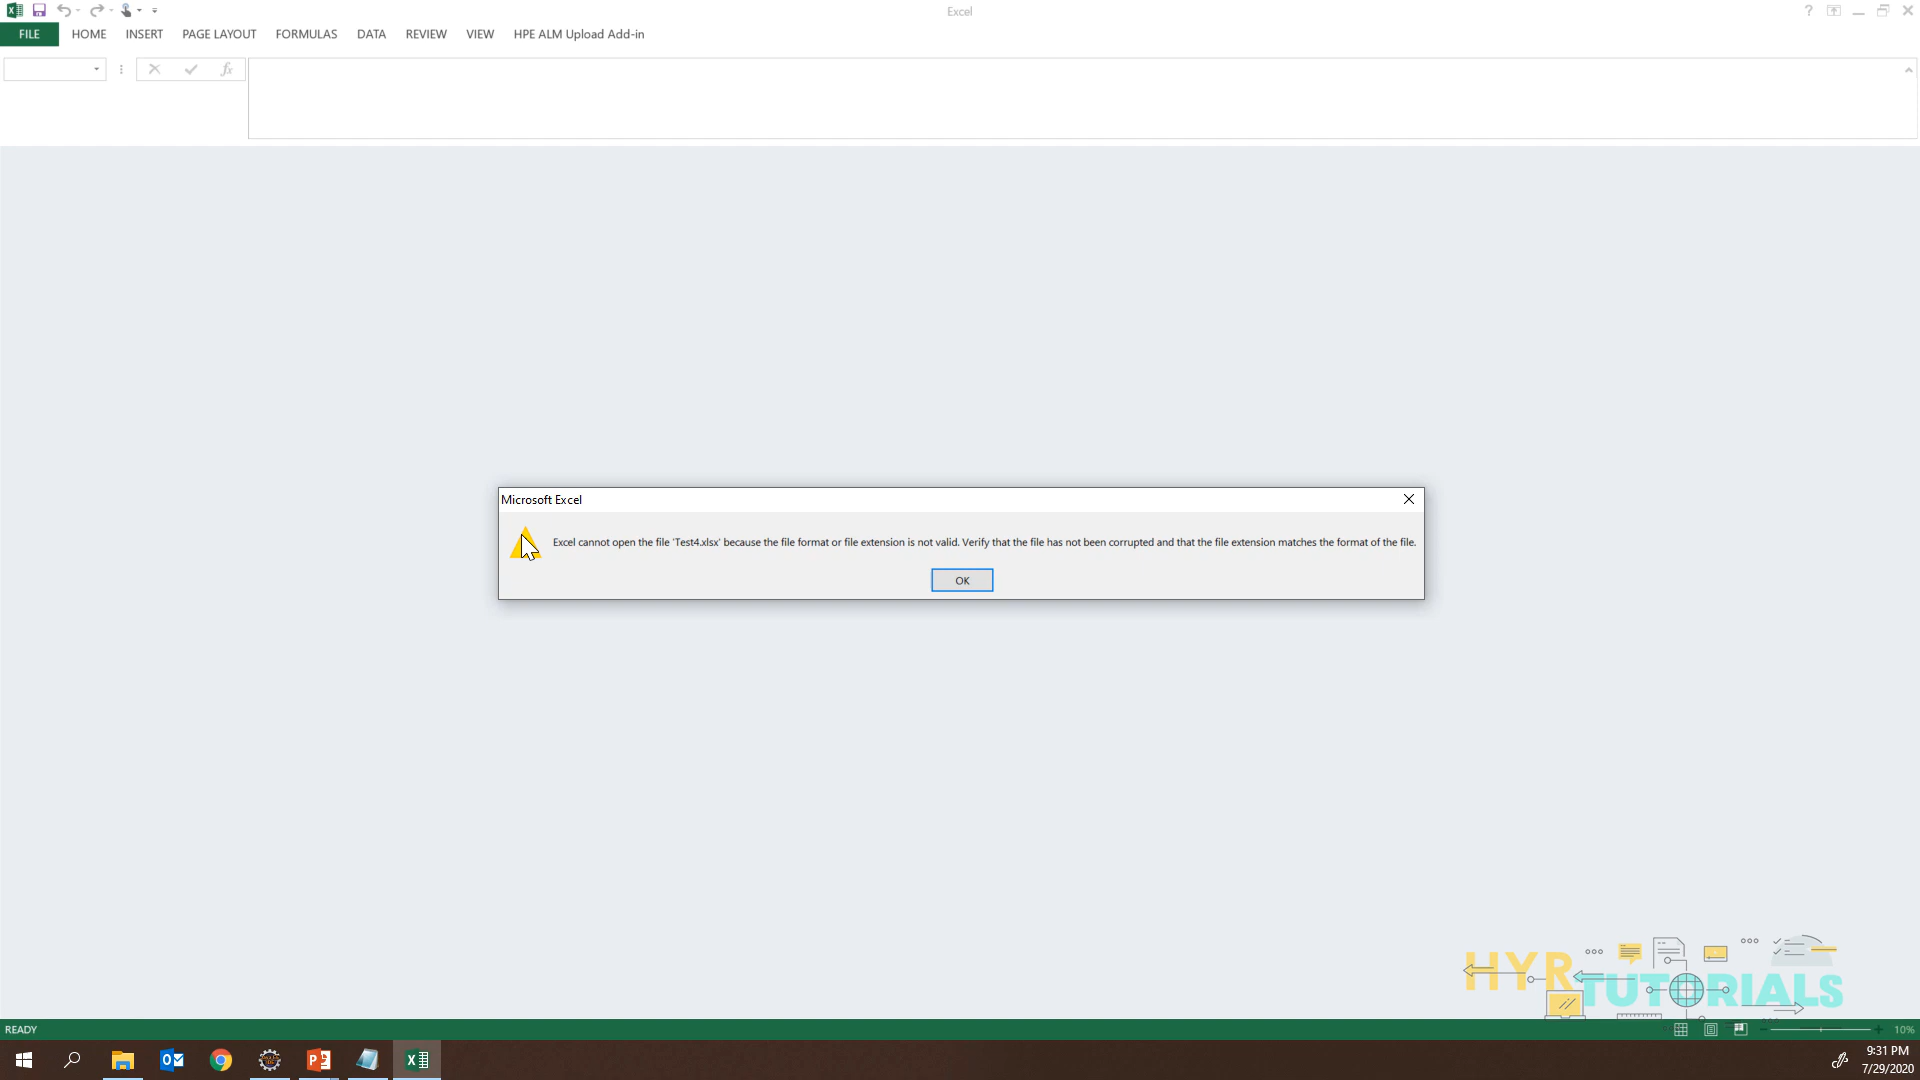 Excel
FILE HOME INSERT PAGE LAYOUT FORMULAS DATA REVIEW VIEW HPE ALM Upload Add-in
Microsoft Excel
Excel cannot open the file 'Test4.xlsx' because the file format or file extension is not valid. Verify that the file has not been corrupted and that the file extension matches the format of the file.
OK
HYR TUTORIALS
READY
10%
9:31 PM
7/29/2020